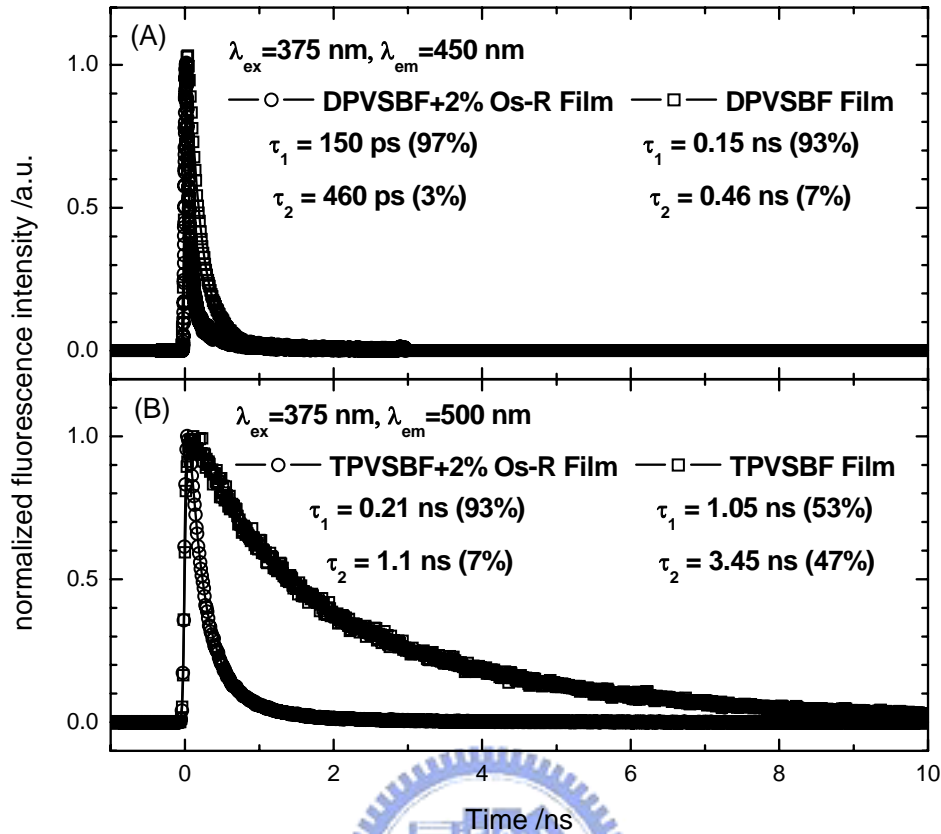 (A)
λex=375 nm, λem=450 nm
DPVSBF+2% Os-R Film
DPVSBF Film
τ1 = 150 ps (97%)
τ1 = 0.15 ns (93%)
τ2 = 460 ps (3%)
τ2 = 0.46 ns (7%)
1.0
0.5
0.0
normalized fluorescence intensity /a.u.
(B)
λex=375 nm, λem=500 nm
TPVSBF+2% Os-R Film
TPVSBF Film
τ1 = 0.21 ns (93%)
τ1 = 1.05 ns (53%)
τ2 = 1.1 ns (7%)
τ2 = 3.45 ns (47%)
1.0
0.5
0.0
0 2 4 6 8 10
Time /ns